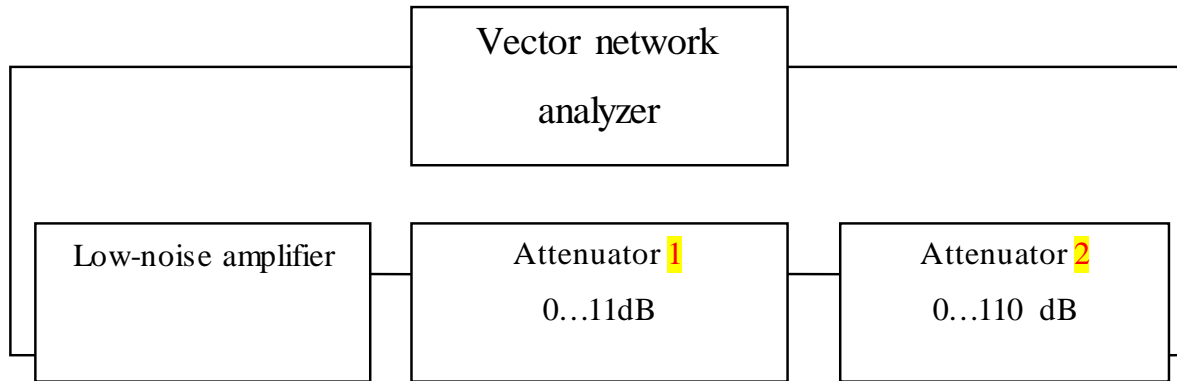 Vector network
analyzer
Low-noise amplifier
Attenuator 1
0…11dB
Attenuator 2
0…110 dB